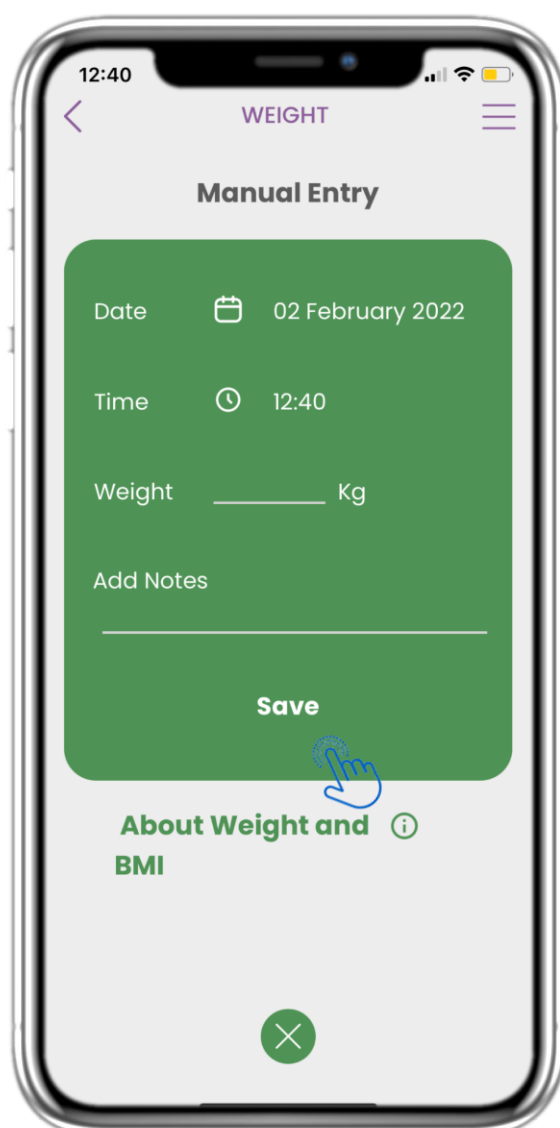 12:40
WEIGHT
Manual Entry
Date 02 February 2022
Time 12:40
Weight ________ Kg
Add Notes
Save
About Weight and
BMI